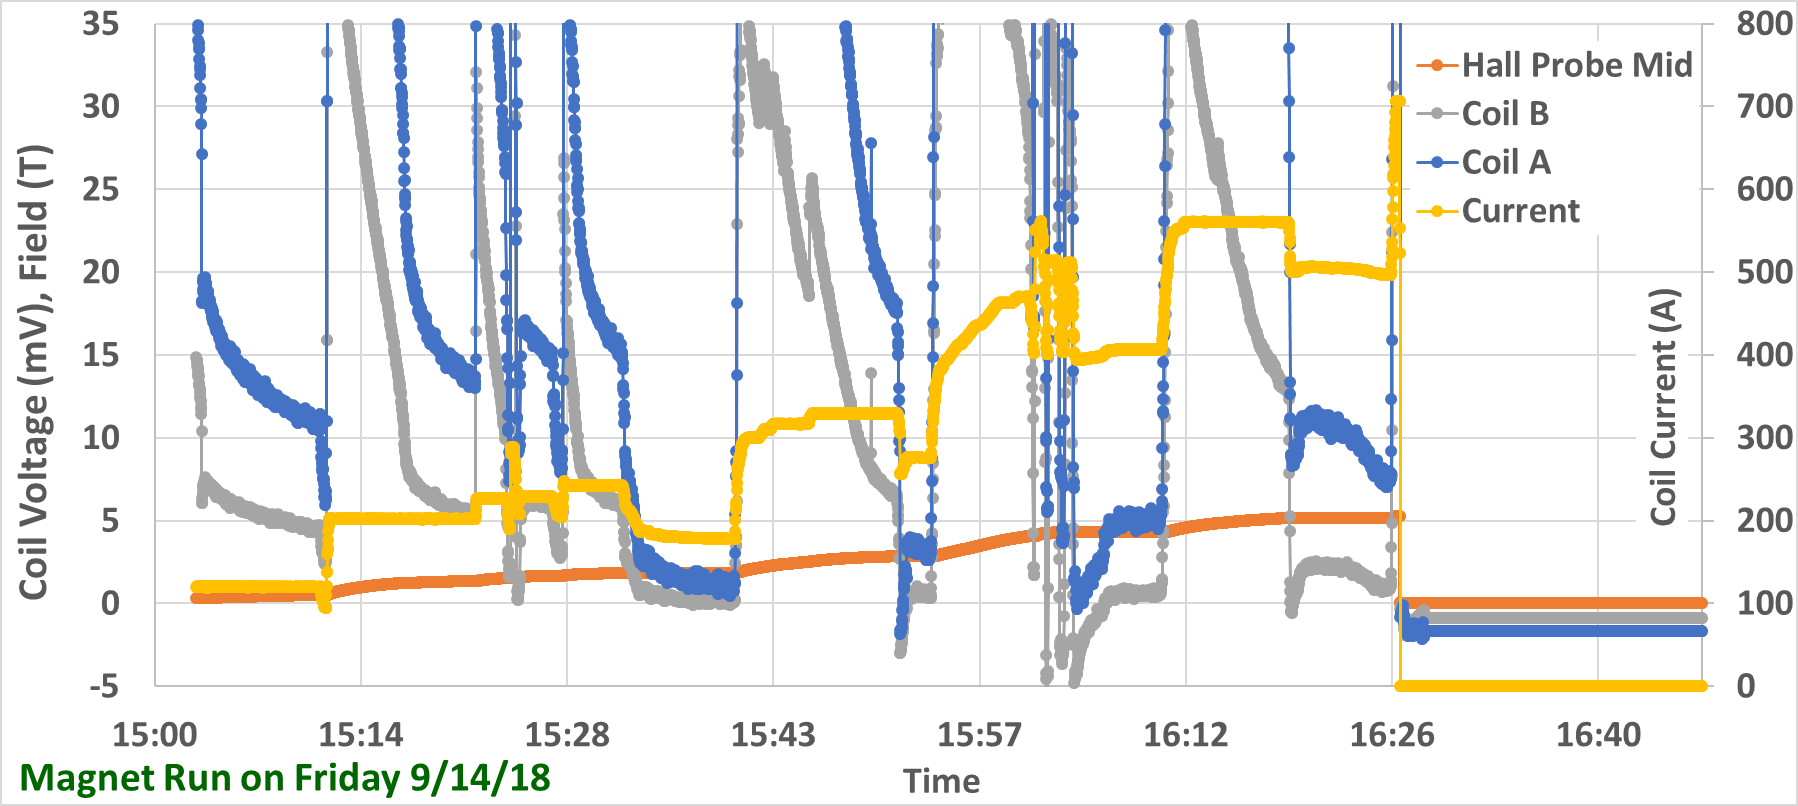 Coil Voltage (mV), Field (T)
35
30
25
20
15
10
5
0
-5
Hall Probe Mid
Coil B
Coil A
Current
800
700
600
500
400
300
200
100
0
Coil Current (A)
15:00 15:14 15:28 15:43 15:57 16:12 16:26 16:40
Magnet Run on Friday 9/14/18
Time